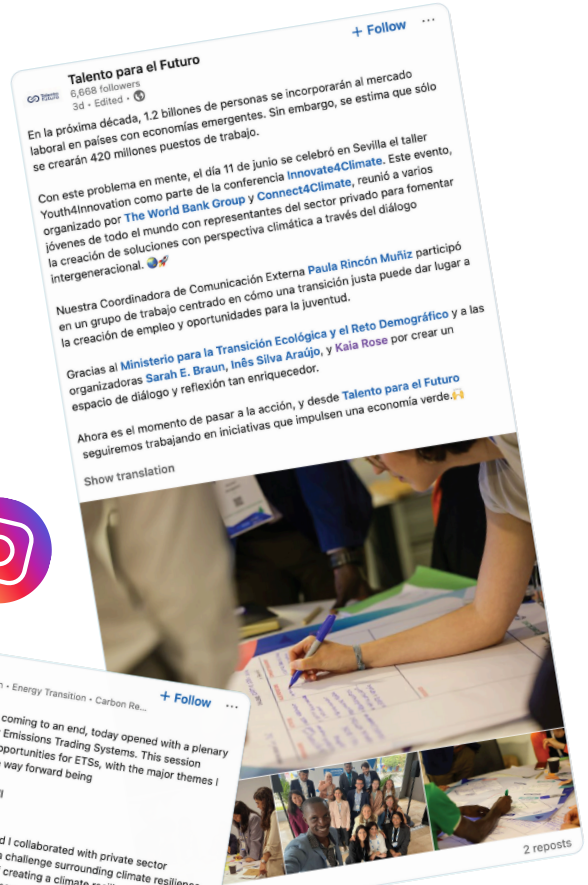 Talento para el Futuro
6,668 followers
3d • Edited •
+ Follow
En la próxima década, 1.2 billones de personas se incorporarán al mercado
laboral en países con economías emergentes. Sin embargo, se estima que sólo
se crearán 420 millones puestos de trabajo.
Con este problema en mente, el día 11 de junio se celebró en Sevilla el taller
Youth4Innovation como parte de la conferencia Innovate4Climate. Este evento,
organizado por The World Bank Group y Connect4Climate, reunió a varios
jóvenes de todo el mundo con representantes del sector privado para fomentar
la creación de soluciones con perspectiva climática a través del diálogo
intergeneracional. 🌍🚀
Nuestra Coordinadora de Comunicación Externa Paula Rincón Muñiz participó
en un grupo de trabajo centrado en cómo una transición justa puede dar lugar a
la creación de empleo y oportunidades para la juventud.
Gracias al Ministerio para la Transición Ecológica y el Reto Demográfico y a las
organizadoras Sarah E. Braun, Inês Silva Araújo, y Kaia Rose por crear un
espacio de diálogo y reflexión tan enriquecedor.
Ahora es el momento de pasar a la acción, y desde Talento para el Futuro
seguiremos trabajando en iniciativas que impulsen una economía verde.🙌
Show translation
2 reposts
• Energy Transition • Carbon Re...
+ Follow
coming to an end, today opened with a plenary
Emissions Trading Systems. This session
opportunities for ETSs, with the major themes I
way forward being
I collaborated with private sector
challenge surrounding climate resilience
creating a climate